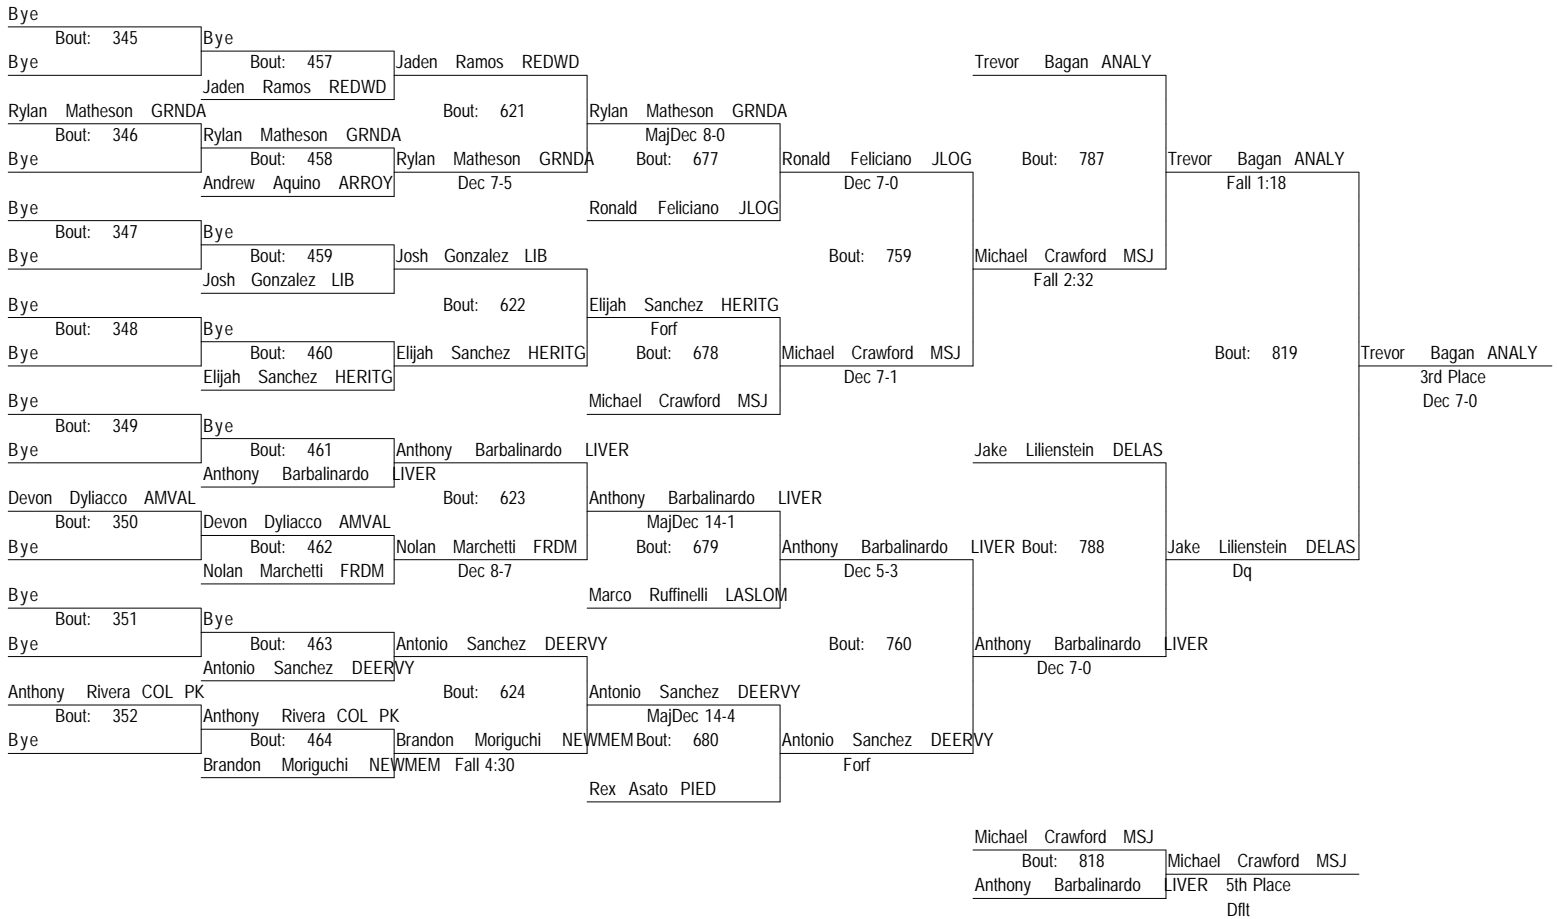 Bye
Bout: 345
Bye
Bye
Bout: 457
Jaden Ramos REDWD
Jaden Ramos REDWD
Rylan Matheson GRNDA
Bout: 346
Bye
Rylan Matheson GRNDA
Bout: 458
Andrew Aquino ARROY
Bout: 621
Rylan Matheson GRNDA
Dec 7-5
Rylan Matheson GRNDA
MajDec 8-0
Bout: 677
Ronald Feliciano JLOG
Ronald Feliciano JLOG
Dec 7-0
Bye
Bout: 347
Bye
Bye
Bout: 459
Josh Gonzalez LIB
Josh Gonzalez LIB
Bye
Bout: 348
Bye
Bye
Bout: 460
Elijah Sanchez HERITG
Bout: 622
Elijah Sanchez HERITG
Elijah Sanchez HERITG
Forf
Bout: 678
Michael Crawford MSJ
Michael Crawford MSJ
Dec 7-1
Bout: 759
Trevor Bagan ANALY
Bout: 787
Michael Crawford MSJ
Fall 2:32
Trevor Bagan ANALY
Fall 1:18
Bye
Bout: 349
Bye
Bye
Bout: 461
Anthony Barbalinardo LIVER
Anthony Barbalinardo LIVER
Devon Dyliacco AMVAL
Bout: 350
Bye
Devon Dyliacco AMVAL
Bout: 462
Nolan Marchetti FRDM
Bout: 623
Nolan Marchetti FRDM
Dec 8-7
Anthony Barbalinardo LIVER
MajDec 14-1
Bout: 679
Marco Ruffinelli LASLOM
Anthony Barbalinardo LIVER
Dec 5-3
Bye
Bout: 351
Bye
Bye
Bout: 463
Antonio Sanchez DEERVY
Antonio Sanchez DEERVY
Anthony Rivera COL PK
Bout: 352
Bye
Anthony Rivera COL PK
Bout: 464
Brandon Moriguchi NEWMEM
Bout: 624
Brandon Moriguchi NEWMEM
Fall 4:30
Antonio Sanchez DEERVY
MajDec 14-4
Bout: 680
Rex Asato PIED
Antonio Sanchez DEERVY
Forf
Bout: 760
Jake Lilienstein DELAS
Bout: 788
Anthony Barbalinardo LIVER
Dec 7-0
Jake Lilienstein DELAS
Dq
Bout: 819
Trevor Bagan ANALY
3rd Place
Dec 7-0
Michael Crawford MSJ
Bout: 818
Anthony Barbalinardo LIVER
Michael Crawford MSJ
5th Place
Dflt